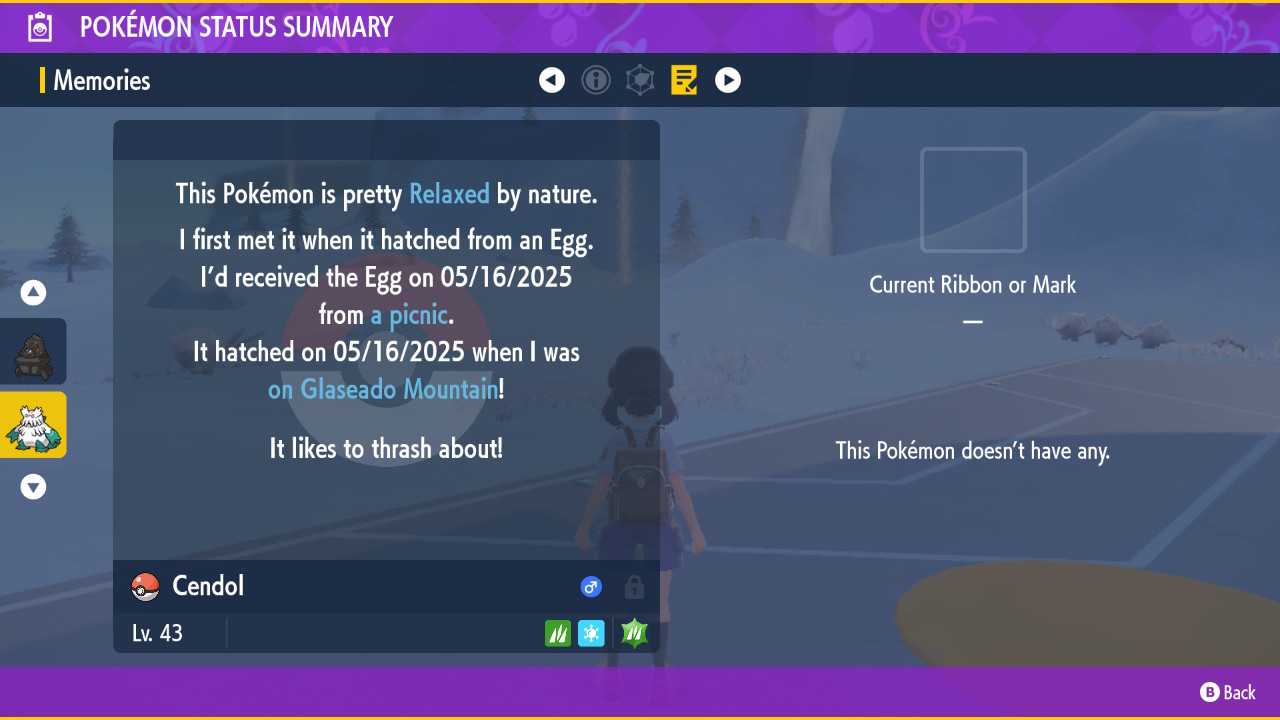 POKÉMON STATUS SUMMARY
Memories
This Pokémon is pretty Relaxed by nature.
I first met it when it hatched from an Egg.
I'd received the Egg on 05/16/2025
from a picnic.
It hatched on 05/16/2025 when I was
on Glaseado Mountain!
It likes to thrash about!
Cendol
Lv. 43
Current Ribbon or Mark
—
This Pokémon doesn't have any.
B Back